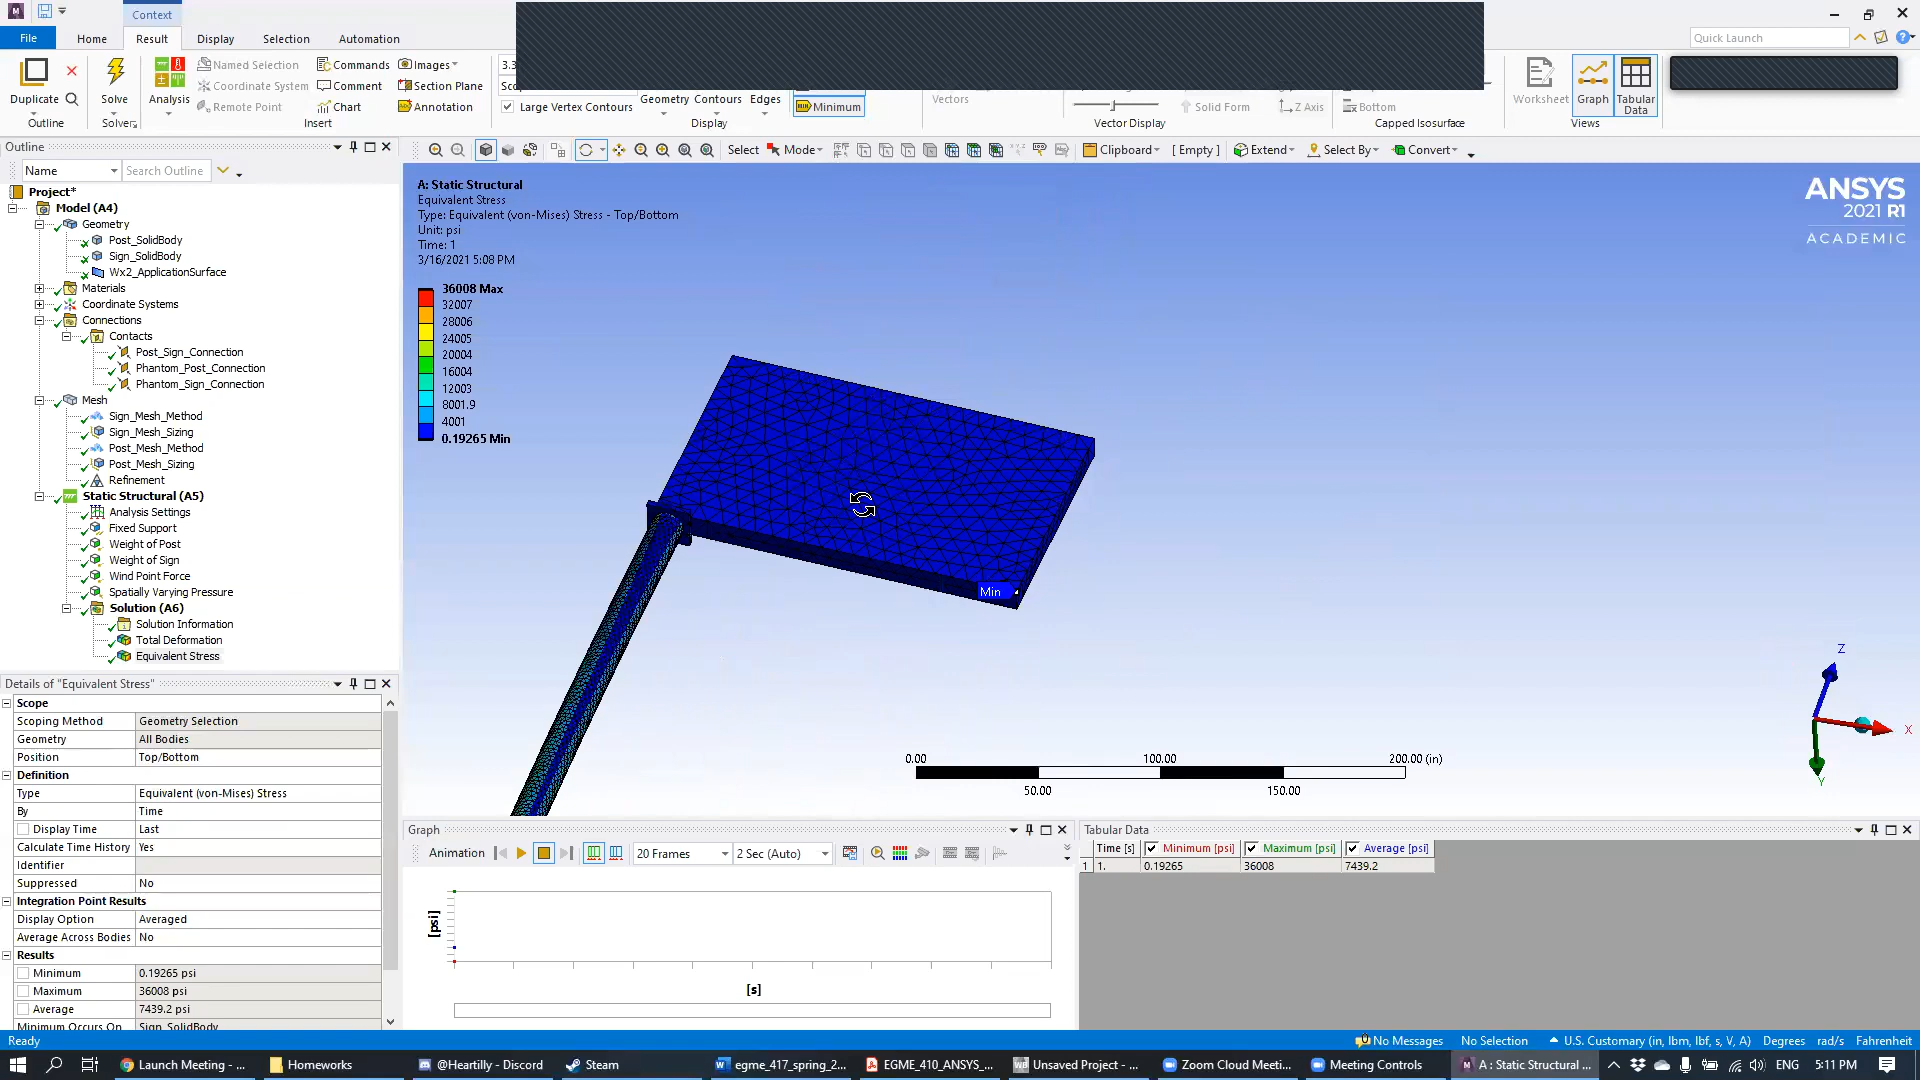 Context
File
Home
Result
Display
Selection
Automation
Quick Launch
Duplicate
Outline
Solve
Solver
Analysis
Named Selection
Coordinate System
Remote Point
Commands
Comment
Chart
Images
Section Plane
Annotation
Insert
3.3
Large Vertex Contours
Geometry
Contours
Edges
Display
Minimum
Vectors
Vector Display
Solid Form
Z Axis
Bottom
Capped Isosurface
Worksheet
Graph
Tabular
Data
Views
Outline
Name
Search Outline
Select
Mode
Clipboard
[ Empty ]
Extend
Select By
Convert
Project*
Model (A4)
Geometry
Post_SolidBody
Sign_SolidBody
Wx2_ApplicationSurface
Materials
Coordinate Systems
Connections
Contacts
Post_Sign_Connection
Phantom_Post_Connection
Phantom_Sign_Connection
Mesh
Sign_Mesh_Method
Sign_Mesh_Sizing
Post_Mesh_Method
Post_Mesh_Sizing
Refinement
Static Structural (A5)
Analysis Settings
Fixed Support
Weight of Post
Weight of Sign
Wind Point Force
Spatially Varying Pressure
Solution (A6)
Solution Information
Total Deformation
Equivalent Stress
A: Static Structural
Equivalent Stress
Type: Equivalent (von-Mises) Stress - Top/Bottom
Unit: psi
Time: 1
3/16/2021 5:08 PM
36008 Max
32007
28006
24005
20004
16004
12003
8001.9
4001
0.19265 Min
ANSYS
2021 R1
ACADEMIC
Min
Z
X
Y
0.00
100.00
200.00 (in)
50.00
150.00
Details of "Equivalent Stress"
Scope
Scoping Method
Geometry Selection
Geometry
All Bodies
Position
Top/Bottom
Definition
Type
Equivalent (von-Mises) Stress
By
Time
Display Time
Last
Calculate Time History
Yes
Identifier
Suppressed
No
Integration Point Results
Display Option
Averaged
Average Across Bodies
No
Results
Minimum
0.19265 psi
Maximum
36008 psi
Average
7439.2 psi
Minimum Occurs On
Sign_SolidBody
Graph
Animation
20 Frames
2 Sec (Auto)
[psi]
[s]
Tabular Data
Time [s]
Minimum [psi]
Maximum [psi]
Average [psi]
1
1.
0.19265
36008
7439.2
Ready
No Messages
No Selection
U.S. Customary (in, lbm, lbf, s, V, A)
Degrees
rad/s
Fahrenheit
Launch Meeting - ...
Homeworks
@Heartilly - Discord
Steam
egme_417_spring_2...
EGME_410_ANSYS_...
Unsaved Project - ...
Zoom Cloud Meeti...
Meeting Controls
A : Static Structural ...
ENG
5:11 PM